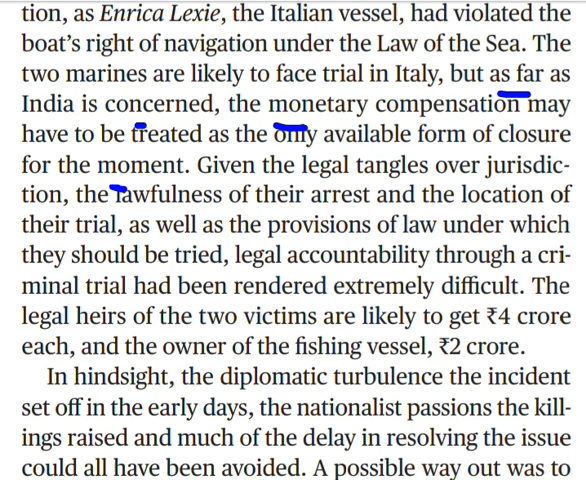 tion, as Enrica Lexie, the Italian vessel, had violated the
boat's right of navigation under the Law of the Sea. The
two marines are likely to face trial in Italy, but as far as
India is concerned, the monetary compensation may
have to be treated as the only available form of closure
for the moment. Given the legal tangles over jurisdic-
tion, the lawfulness of their arrest and the location of
their trial, as well as the provisions of law under which
they should be tried, legal accountability through a cri-
minal trial had been rendered extremely difficult. The
legal heirs of the two victims are likely to get ₹4 crore
each, and the owner of the fishing vessel, ₹2 crore.
In hindsight, the diplomatic turbulence the incident
set off in the early days, the nationalist passions the kill-
ings raised and much of the delay in resolving the issue
could all have been avoided. A possible way out was to